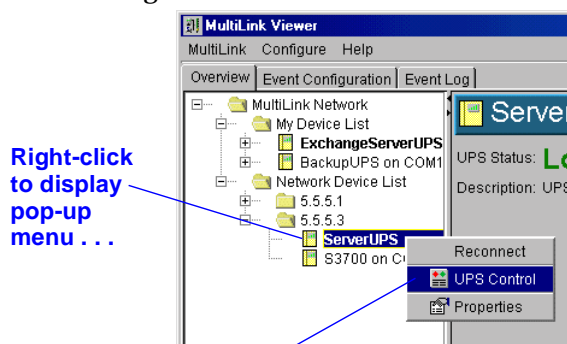 MultiLink Viewer
MultiLink Configure Help
Overview Event Configuration Event Log
MultiLink Network
My Device List
ExchangeServerUPS
BackupUPS on COM1
Network Device List
5.5.5.1
5.5.5.3
ServerUPS
S3700 on
Right-click
to display
pop-up
menu . . .
UPS Status:
Description: UPS
Reconnect
UPS Control
Properties